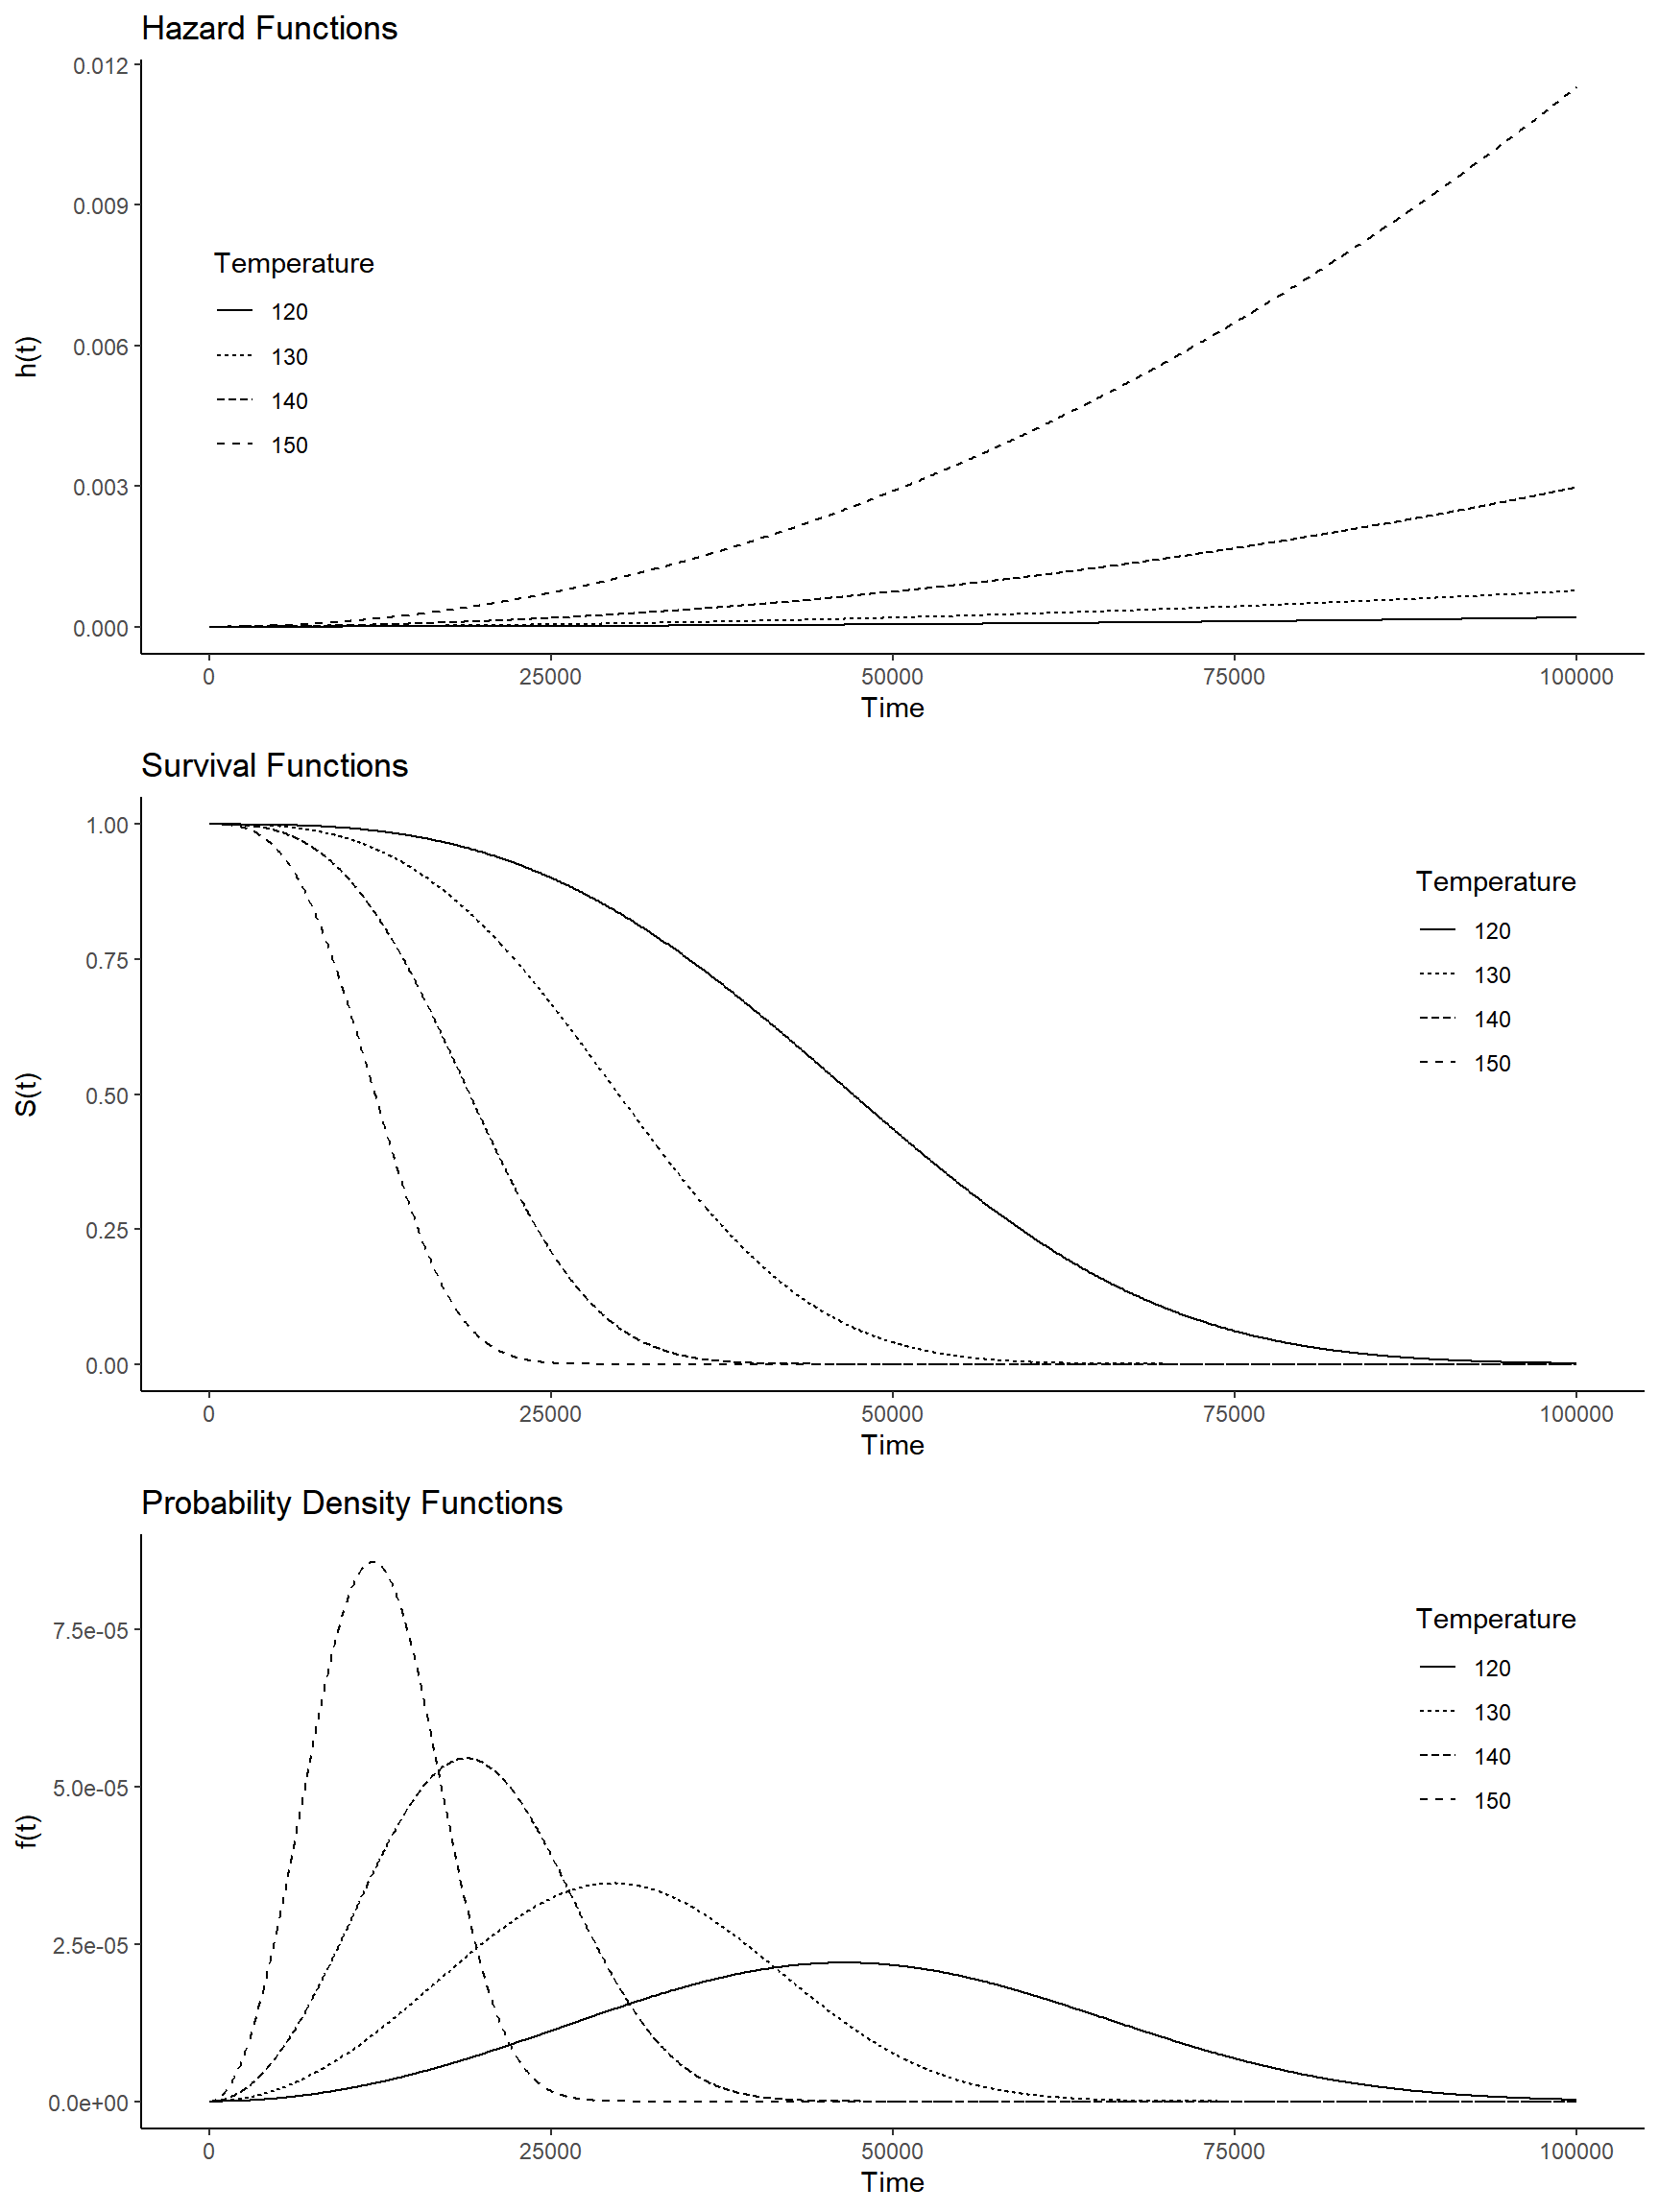 Hazard Functions
0.012
0.009
0.006
0.003
0.000
h(t)
Temperature
120
130
140
150
0 25000 50000 75000 100000
Time
Survival Functions
1.00
0.75
0.50
0.25
0.00
S(t)
Temperature
120
130
140
150
0 25000 50000 75000 100000
Time
Probability Density Functions
7.5e-05
5.0e-05
2.5e-05
0.0e+00
f(t)
Temperature
120
130
140
150
0 25000 50000 75000 100000
Time